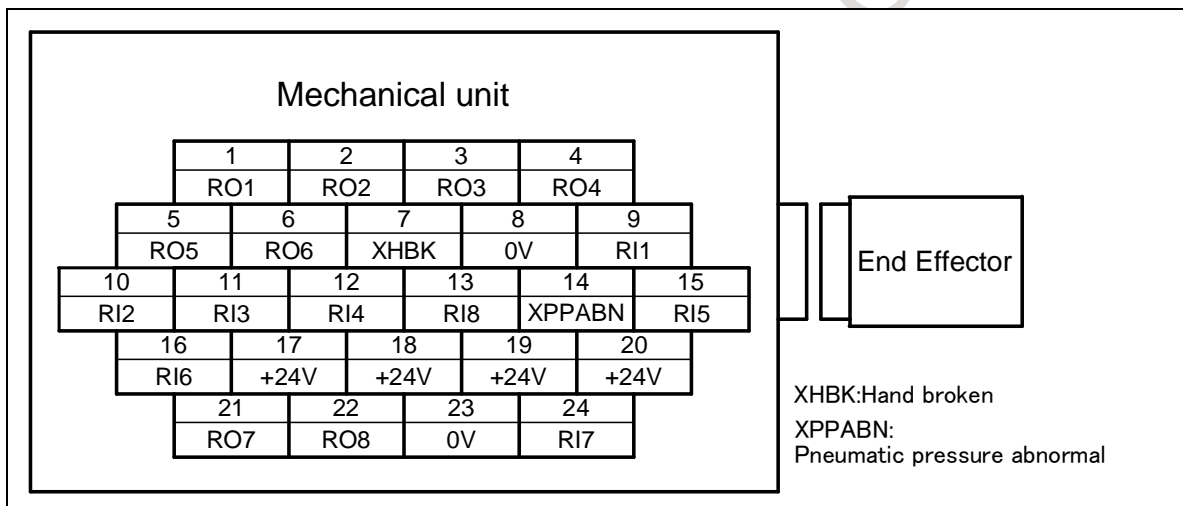 Mechanical unit
1 2 3 4
RO1 RO2 RO3 RO4
5 6 7 8 9
RO5 RO6 XHBK 0V RI1
10 11 12 13 14 15
RI2 RI3 RI4 RI8 XPPABN RI5
16 17 18 19 20
RI6 +24V +24V +24V +24V
21 22 23 24
RO7 RO8 0V RI7
End Effector
XHBK:Hand broken
XPPABN:
Pneumatic pressure abnormal